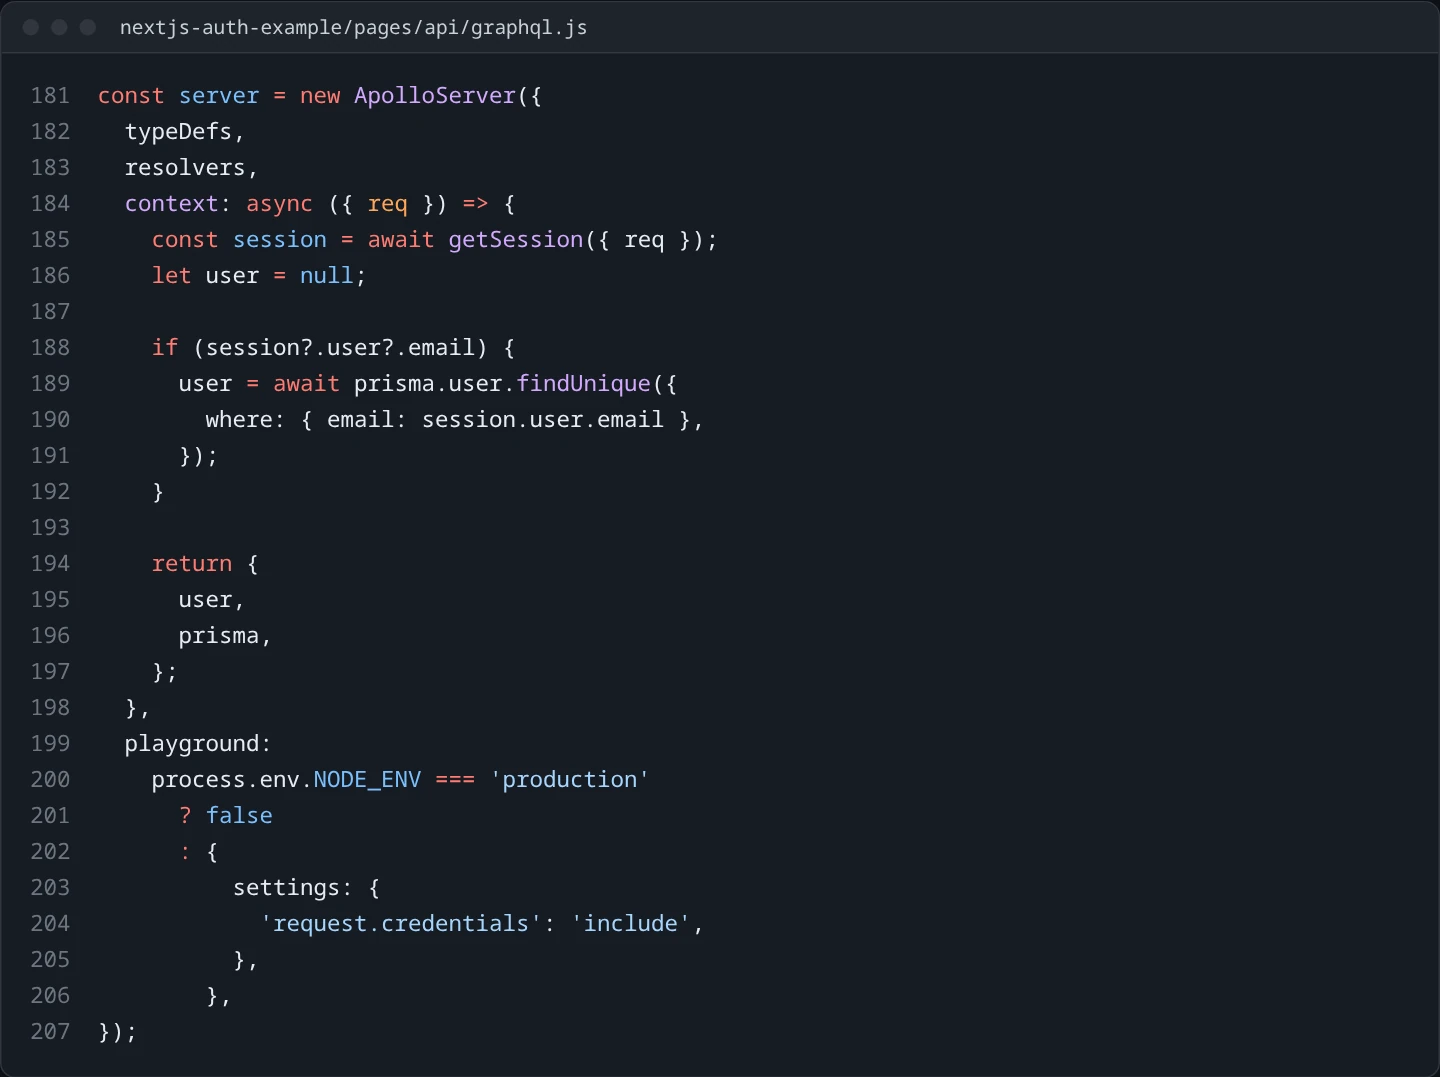 nextjs-auth-example/pages/api/graphql.js
181 const server = new ApolloServer({
182   typeDefs,
183   resolvers,
184   context: async ({ req }) => {
185     const session = await getSession({ req });
186     let user = null;
187
188     if (session?.user?.email) {
189       user = await prisma.user.findUnique({
190         where: { email: session.user.email },
191       });
192     }
193
194     return {
195       user,
196       prisma,
197     };
198   },
199   playground:
200     process.env.NODE_ENV === 'production'
201       ? false
202       : {
203           settings: {
204             'request.credentials': 'include',
205           },
206         },
207 });